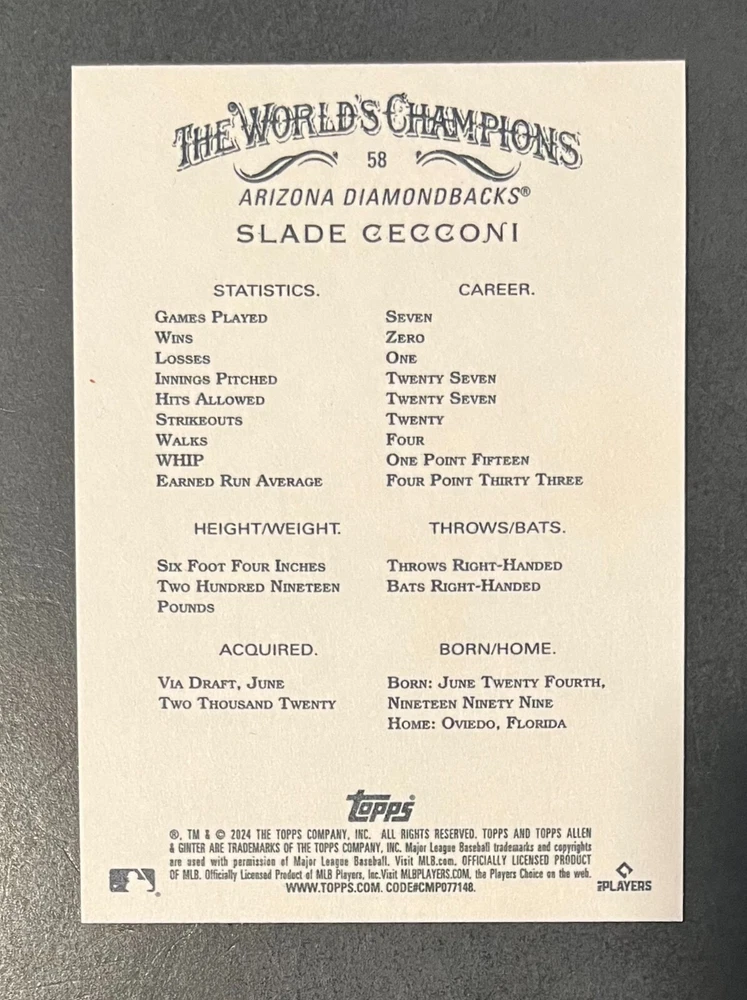 THE WORLD'S CHAMPIONS
58
ARIZONA DIAMONDBACKS®
SLADE CECCONI
STATISTICS. CAREER.
GAMES PLAYED SEVEN
WINS ZERO
LOSSES ONE
INNINGS PITCHED TWENTY SEVEN
HITS ALLOWED TWENTY SEVEN
STRIKEOUTS TWENTY
WALKS FOUR
WHIP ONE POINT FIFTEEN
EARNED RUN AVERAGE FOUR POINT THIRTY THREE
HEIGHT/WEIGHT. THROWS/BATS.
SIX FOOT FOUR INCHES THROWS RIGHT-HANDED
TWO HUNDRED NINETEEN BATS RIGHT-HANDED
POUNDS
ACQUIRED. BORN/HOME.
VIA DRAFT, JUNE BORN: JUNE TWENTY FOURTH,
TWO THOUSAND TWENTY NINETEEN NINETY NINE
HOME: OVIEDO, FLORIDA
topps
®, TM & © 2024 THE TOPPS COMPANY, INC. ALL RIGHTS RESERVED. TOPPS AND TOPPS ALLEN
& GINTER ARE TRADEMARKS OF THE TOPPS COMPANY, INC. Major League Baseball trademarks and copyrights
are used with permission of Major League Baseball. Visit MLB.com. OFFICIALLY LICENSED PRODUCT
OF MLB. Officially Licensed Product of MLB Players, Inc.Visit MLBPLAYERS.COM, the Players Choice on the web.
WWW.TOPPS.COM. CODE#CMP077148.
PLAYERS